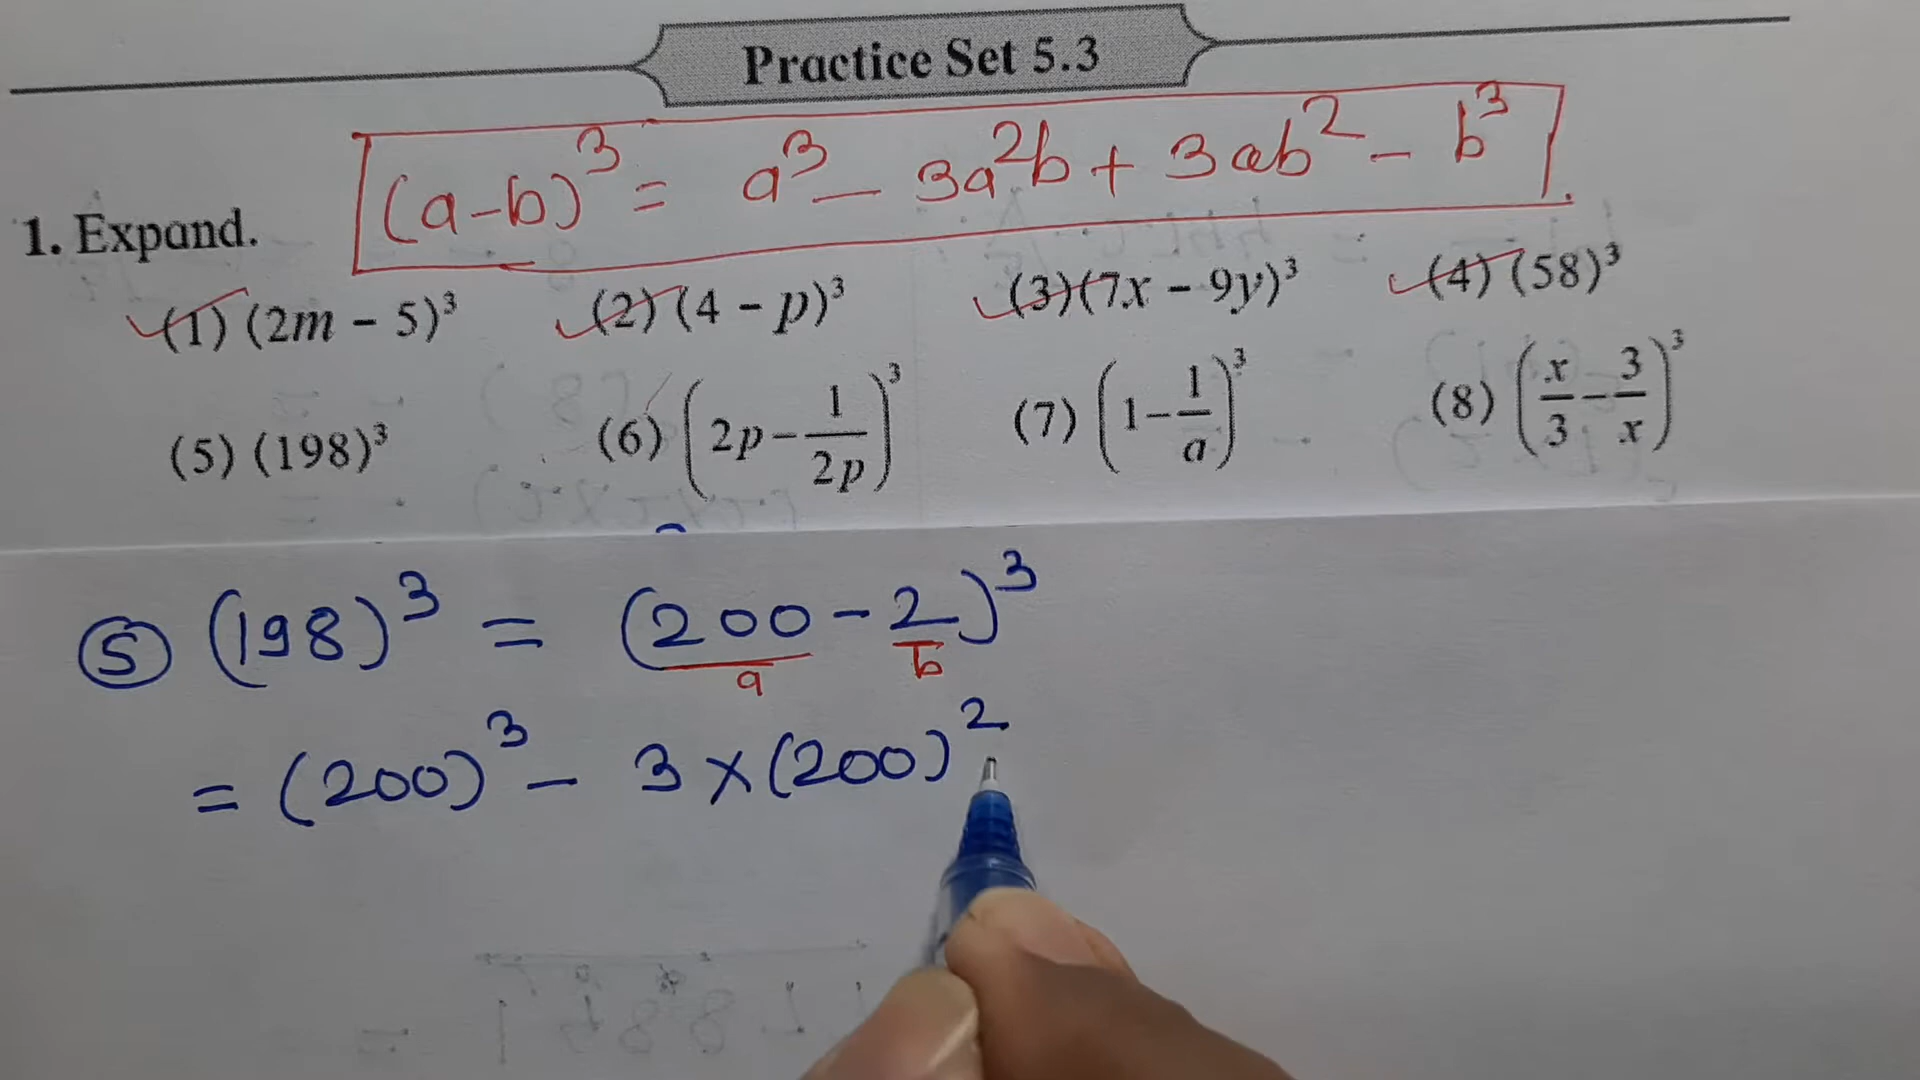 Practice Set 5.3
(a-b)³ = a³ - 3a²b + 3ab² - b³.
1. Expand.
(1) (2m - 5)³ (2) (4 - p)³ (3) (7x - 9y)³ (4) (58)³
(5) (198)³ (6) (2p - 1/2p)³ (7) (1 - 1/a)³ (8) (x/3 - 3/x)³
⑤ (198)³ = (200 - 2)³
a b
= (200)³ - 3 × (200)²